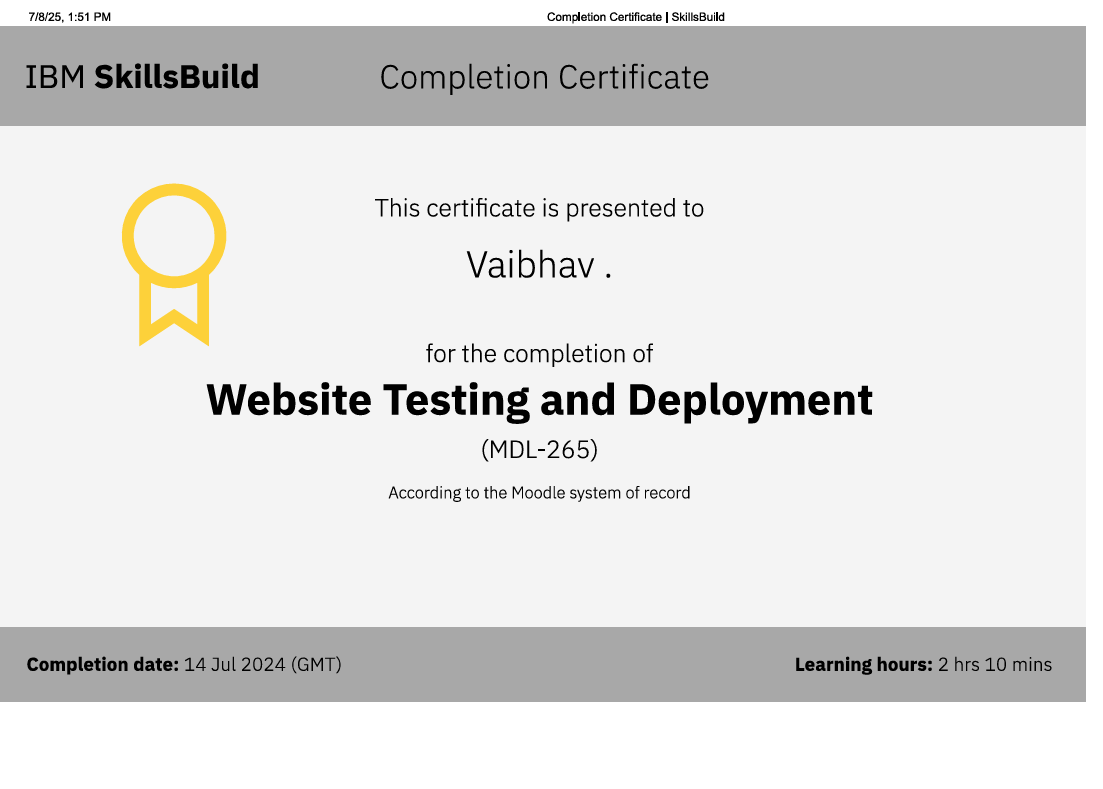 7/8/25, 1:51 PM Completion Certificate | SkillsBuild
IBM SkillsBuild Completion Certificate
This certificate is presented to
Vaibhav .
for the completion of
Website Testing and Deployment
(MDL-265)
According to the Moodle system of record
Completion date: 14 Jul 2024 (GMT) Learning hours: 2 hrs 10 mins